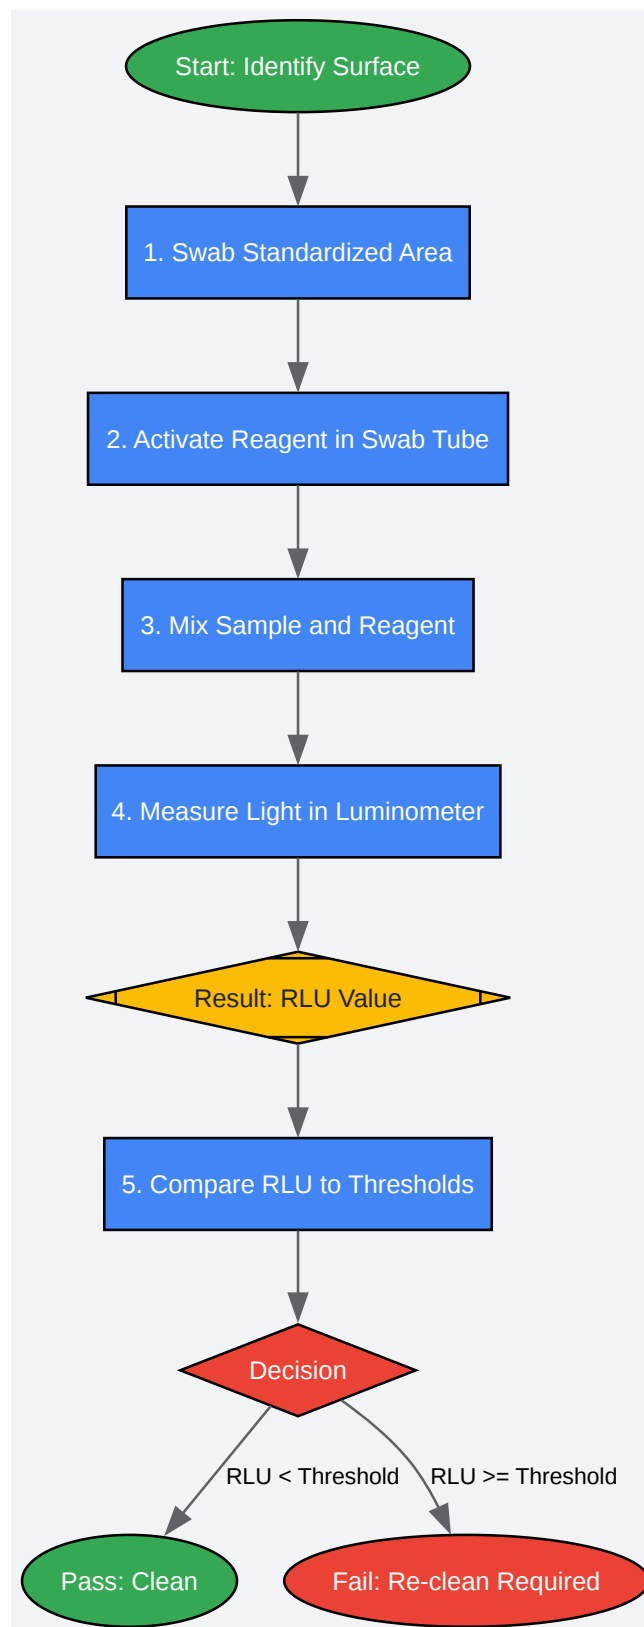 Start: Identify Surface
1. Swab Standardized Area
2. Activate Reagent in Swab Tube
3. Mix Sample and Reagent
4. Measure Light in Luminometer
Result: RLU Value
5. Compare RLU to Thresholds
Decision
RLU < Threshold
RLU >= Threshold
Pass: Clean
Fail: Re-clean Required